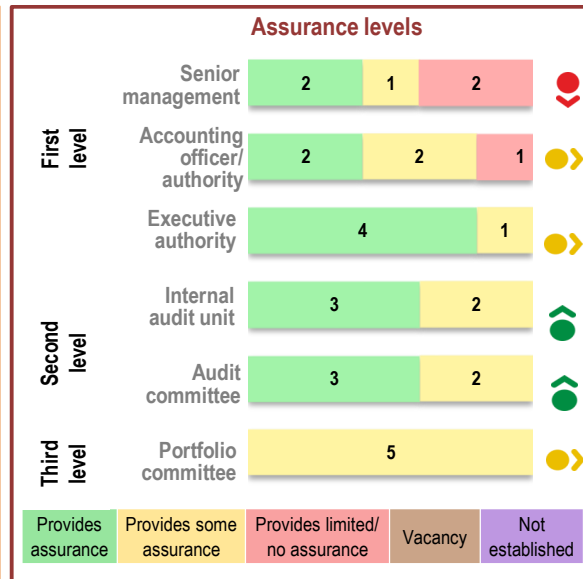 Assurance levels
First
level
Senior
management
2 1 2
Accounting
officer/
authority
2 2 1
Executive
authority
4 1
Second
level
Internal
audit unit
3 2
Audit
committee
3 2
Third
level
Portfolio
committee
5
Provides
assurance
Provides some
assurance
Provides limited/
no assurance
Vacancy
Not
established